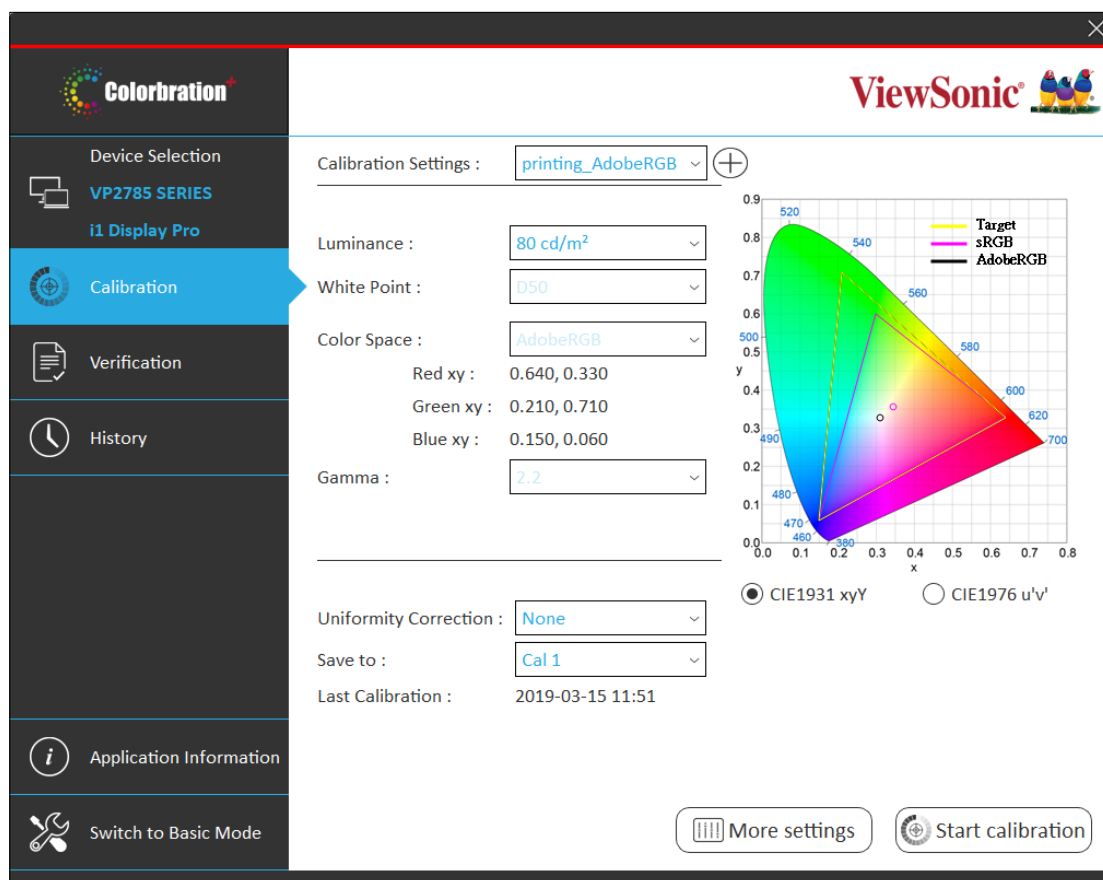 Colorbration+
ViewSonic®
Device Selection
VP2785 SERIES
i1 Display Pro
Calibration
Verification
History
Application Information
Switch to Basic Mode
Calibration Settings : printing_AdobeRGB
Luminance : 80 cd/m²
White Point : D50
Color Space : AdobeRGB
Red xy : 0.640, 0.330
Green xy : 0.210, 0.710
Blue xy : 0.150, 0.060
Gamma : 2.2
Uniformity Correction : None
Save to : Cal 1
Last Calibration : 2019-03-15 11:51
Target
sRGB
AdobeRGB
0.9
0.8
0.7
0.6
0.5
y
0.4
0.3
0.2
0.1
0.0
520
540
560
500
580
600
620
490
700
480
470
460
380
0.0 0.1 0.2 0.3 0.4 0.5 0.6 0.7 0.8
x
CIE1931 xyY
CIE1976 u'v'
More settings
Start calibration